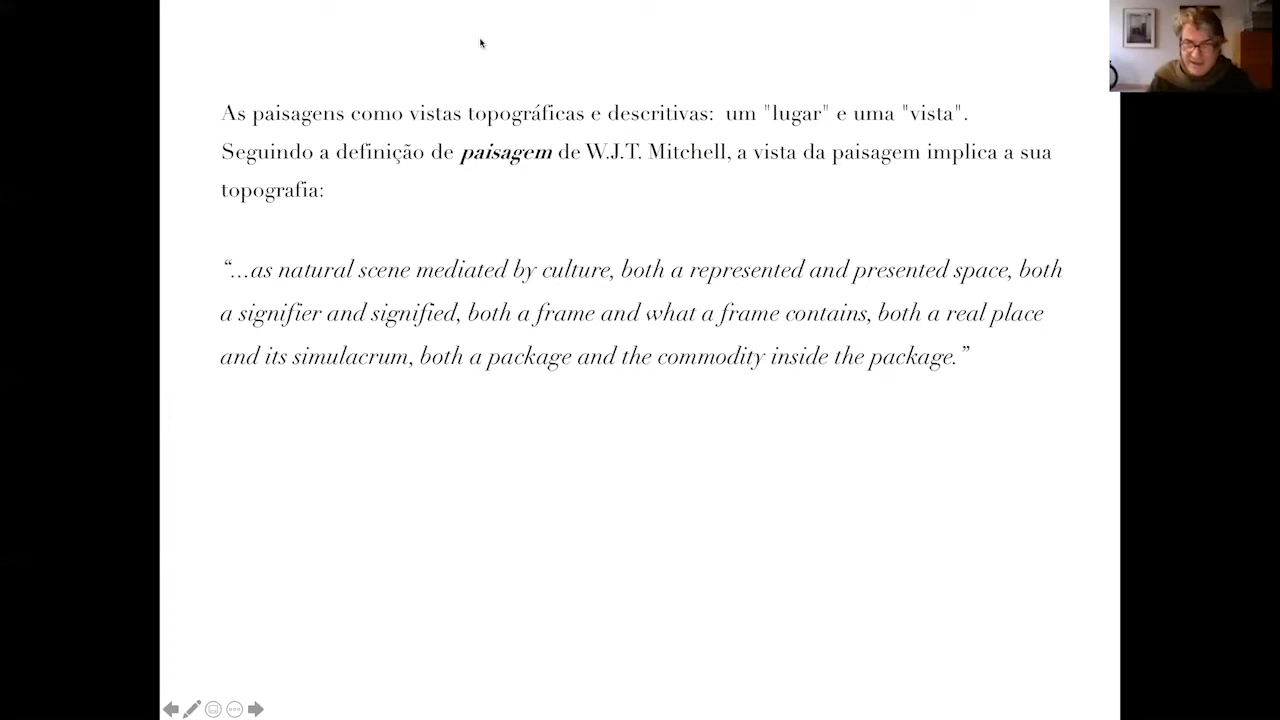 As paisagens como vistas topográficas e descritivas:  um "lugar" e uma "vista".
Seguindo a definição de paisagem de W.J.T. Mitchell, a vista da paisagem implica a sua
topografia:
“...as natural scene mediated by culture, both a represented and presented space, both
a signifier and signified, both a frame and what a frame contains, both a real place
and its simulacrum, both a package and the commodity inside the package.”